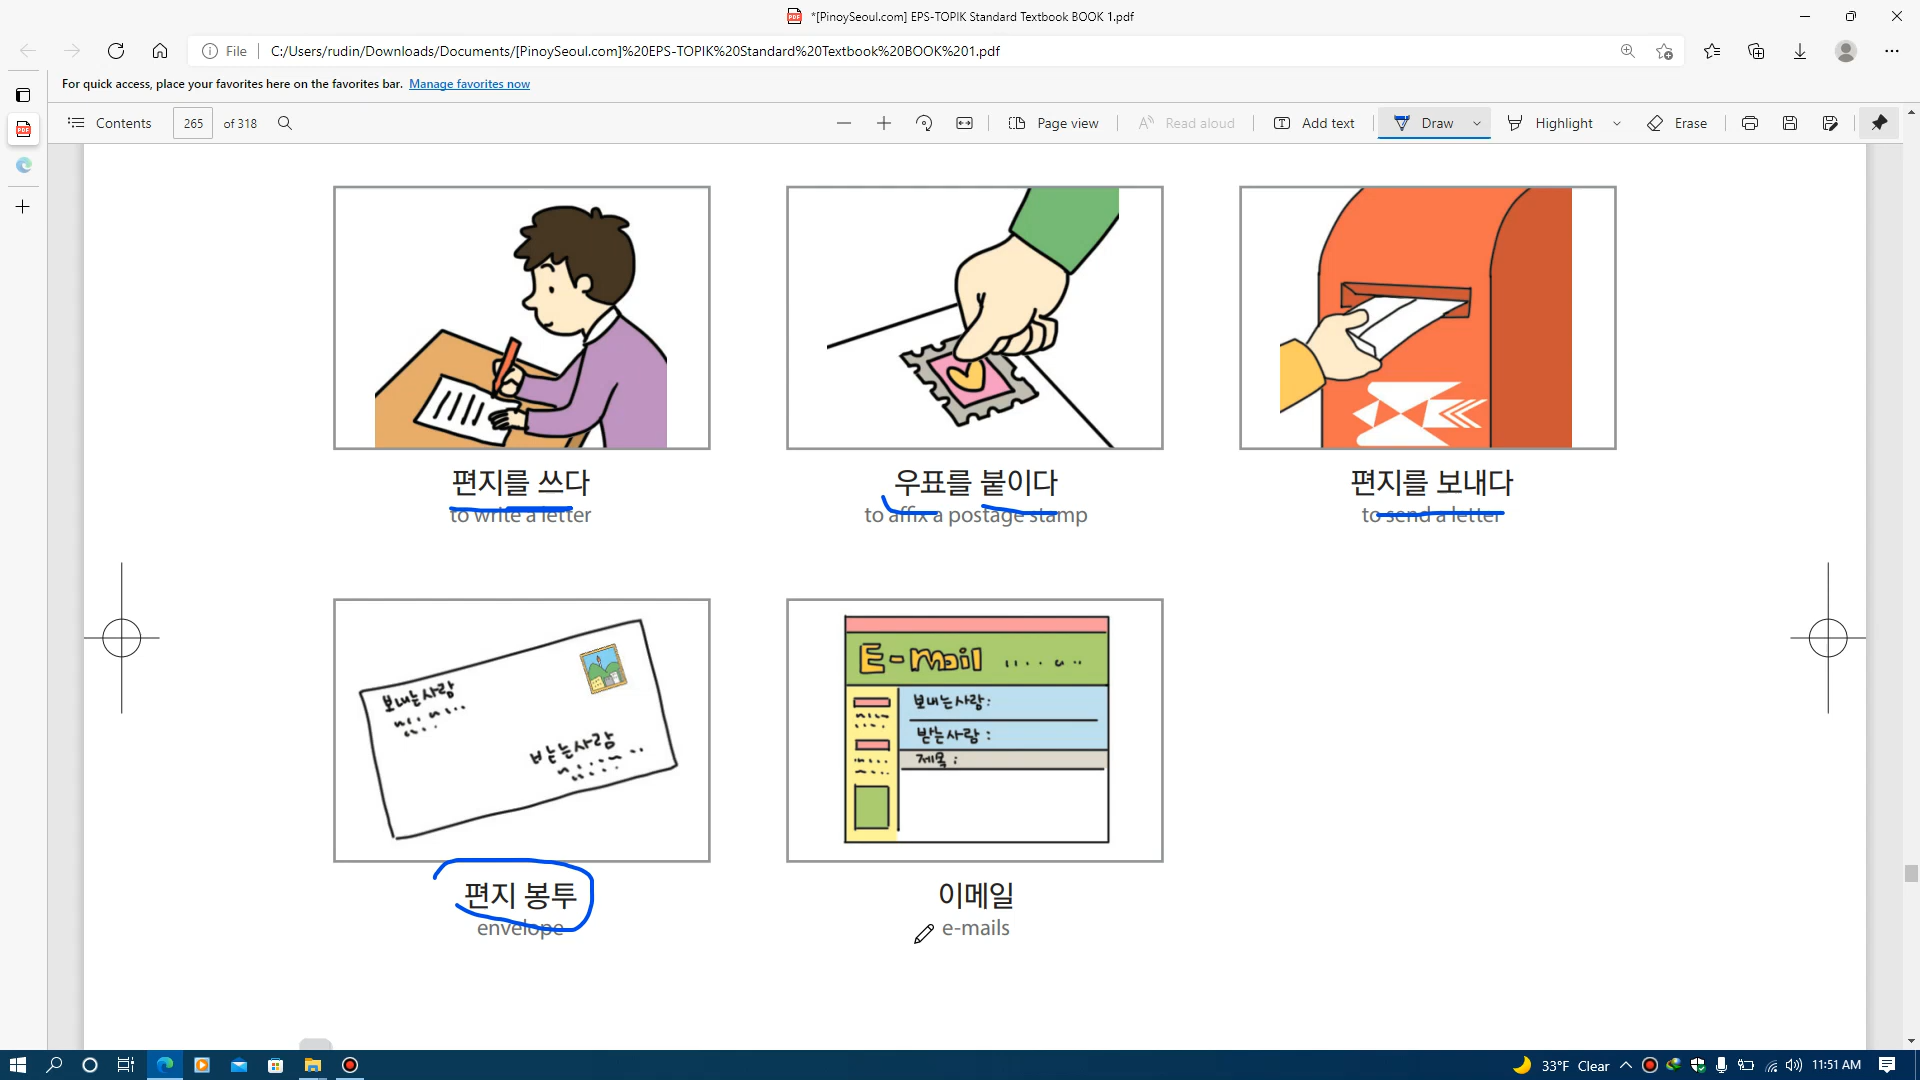 *[PinoySeoul.com] EPS-TOPIK Standard Textbook BOOK 1.pdf
File
C:/Users/rudin/Downloads/Documents/[PinoySeoul.com]%20EPS-TOPIK%20Standard%20Textbook%20BOOK%201.pdf
For quick access, place your favorites here on the favorites bar. Manage favorites now
Contents 265 of 318 Page view Read aloud Add text Draw Highlight Erase
편지를 쓰다
to write a letter
우표를 붙이다
to affix a postage stamp
편지를 보내다
to send a letter
보내는사람
받는사람
편지 봉투
envelope
E-mail
보내는사람:
받는사람:
제목:
이메일
e-mails
33°F Clear 11:51 AM